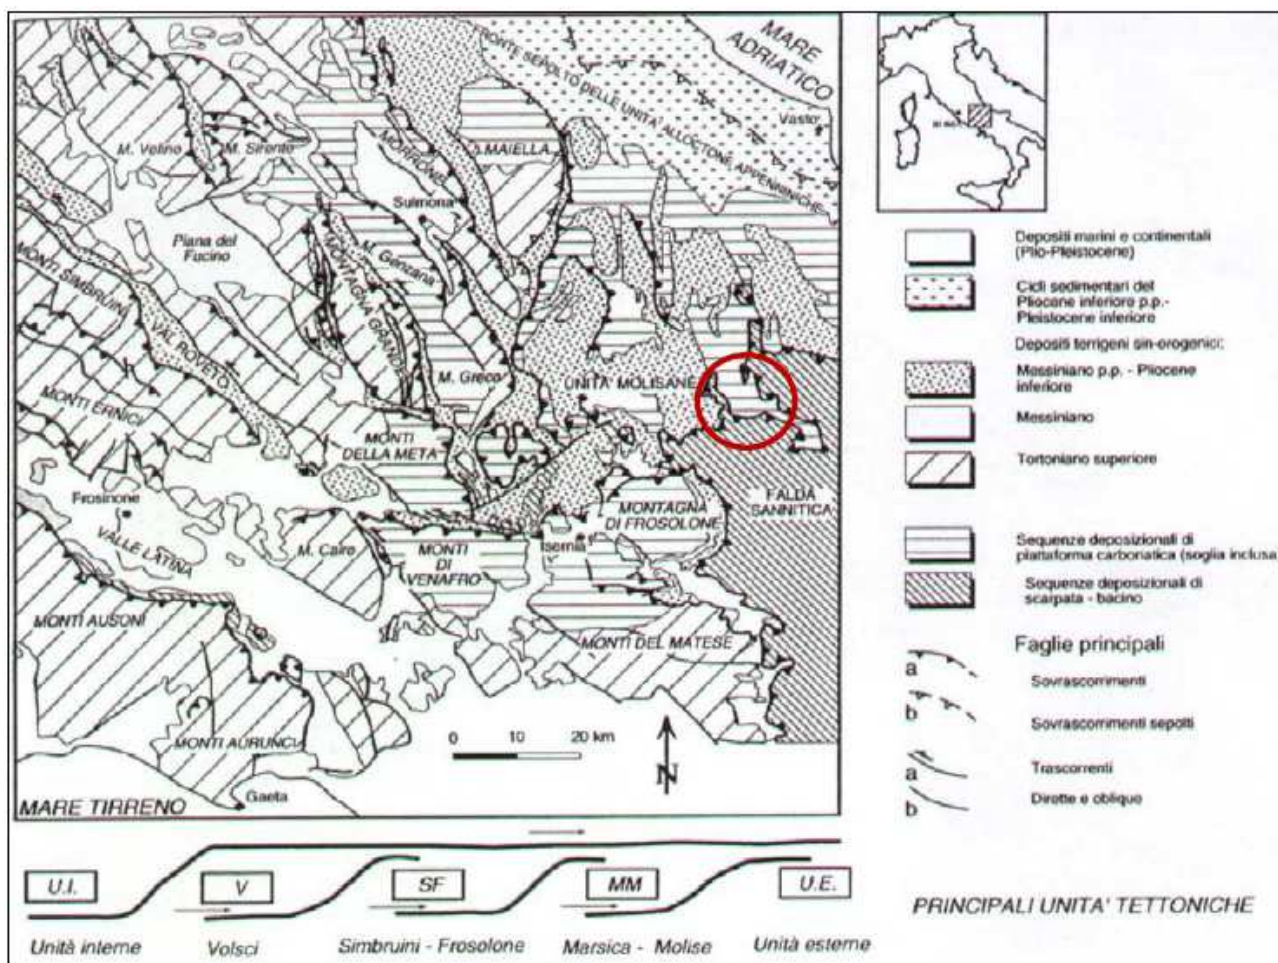 MARE
ADRIATICO
FRONTE SEPOLTO DELLE UNITA' ALLOCTONE APPENNINICHE
Vasto
M. Velino
M. Sirente
MORRONE
MAIELLA
Sulmona
Piana del
Fucino
M. Genzana
MONTAGNA GRANDE
MONTI SIMBRUINI
VAL ROVETO
M. Greco
UNITA' MOLISANE
MONTI ERNICI
MONTI
DELLA META
Frosinone
VALLE LATINA
M. Cairo
MONTI
DI
VENAFRO
Isernia
MONTAGNA
DI FROSOLONE
FALDA
SANNITICA
MONTI AUSONI
MONTI DEL MATESE
MONTI AURUNCI
0 10 20 km
N
Gaeta
MARE TIRRENO
Depositi marini e continentali
(Plio-Pleistocene)
Cicli sedimentari del
Pliocene inferiore p.p.-
Pleistocene inferiore
Depositi terrigeni sin-orogenici:
Messiniano p.p. - Pliocene
inferiore
Messiniano
Tortoniano superiore
Sequenze deposizionali di
piattaforma carbonatica (soglia inclusa
Sequenze deposizionali di
scarpata - bacino
Faglie principali
a Sovrascorrimenti
b Sovrascorrimenti sepolti
a Trascorrenti
b Dirette e oblique
U.I. V SF MM U.E.
Unità interne Volsci Simbruini - Frosolone Marsica - Molise Unità esterne
PRINCIPALI UNITA' TETTONICHE